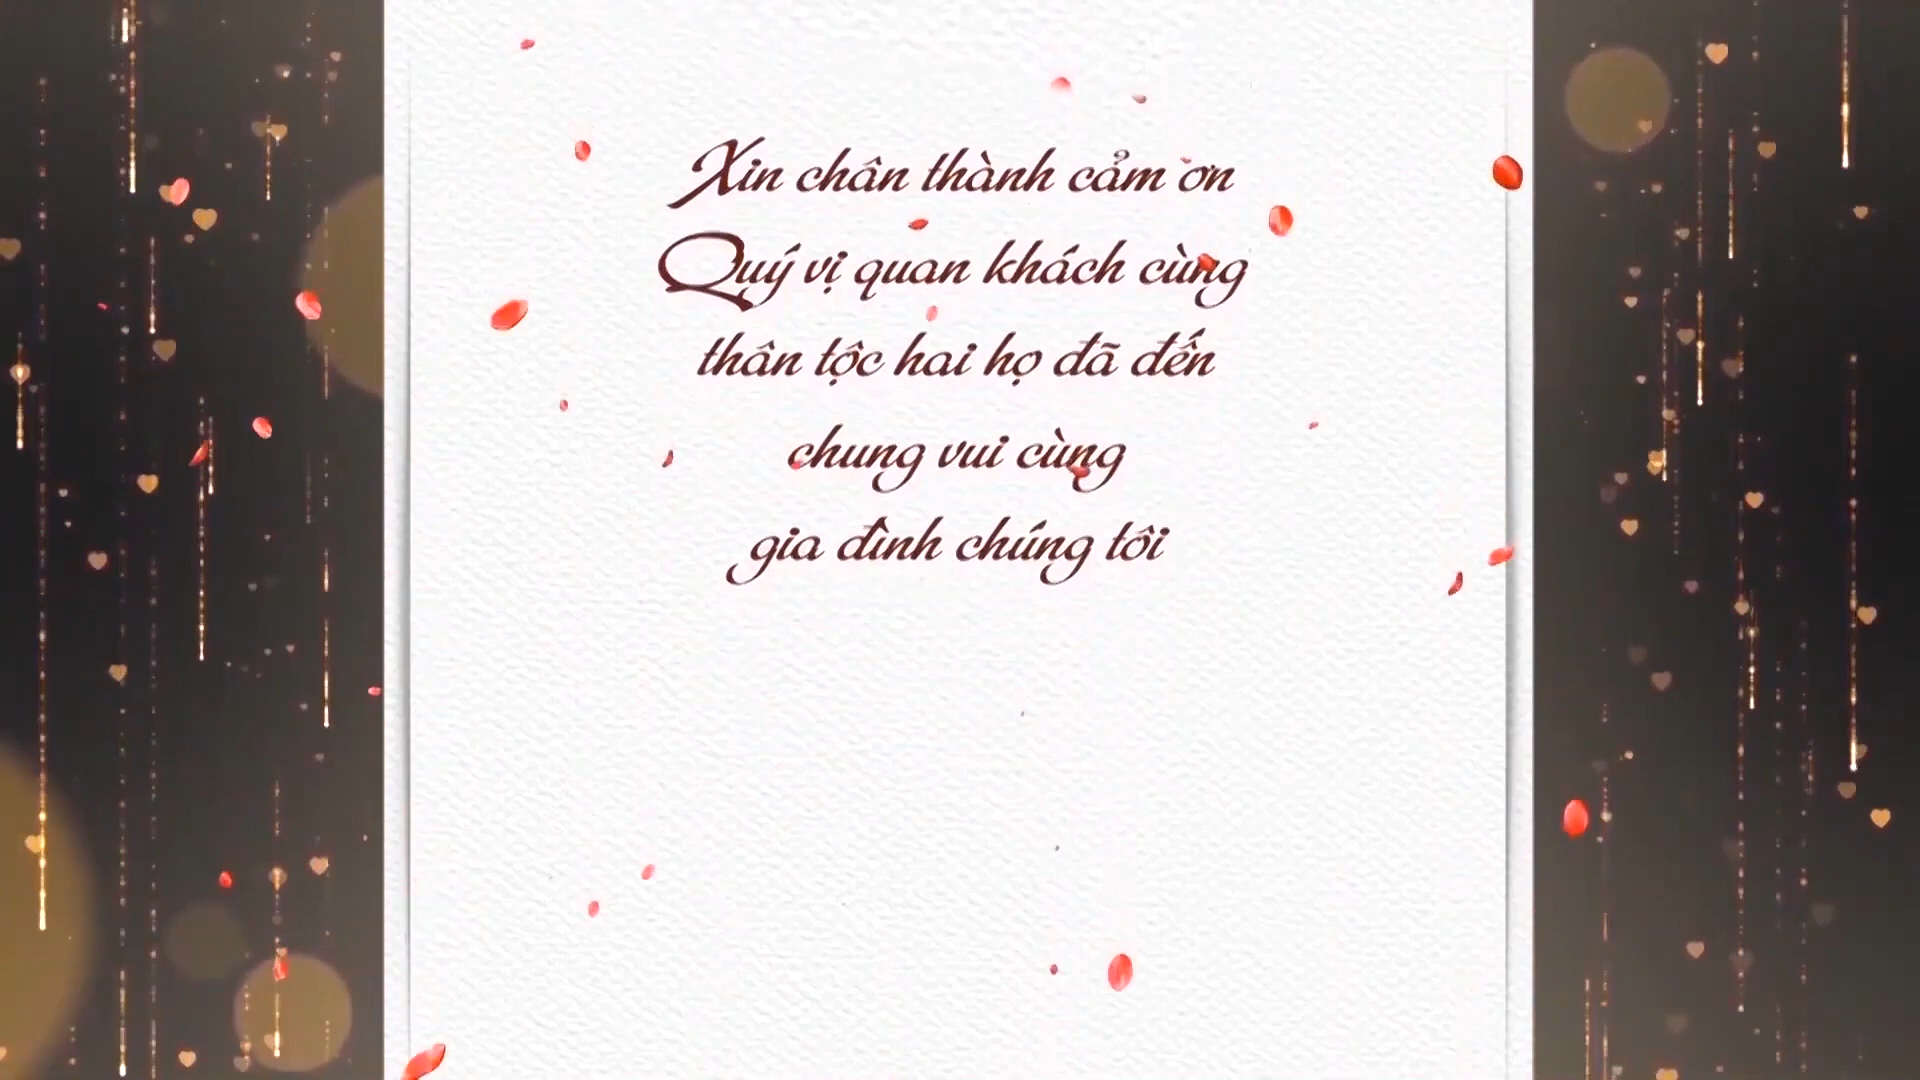 Xin chân thành cảm ơn
Quý vị quan khách cùng
thân tộc hai họ đã đến
chung vui cùng
gia đình chúng tôi